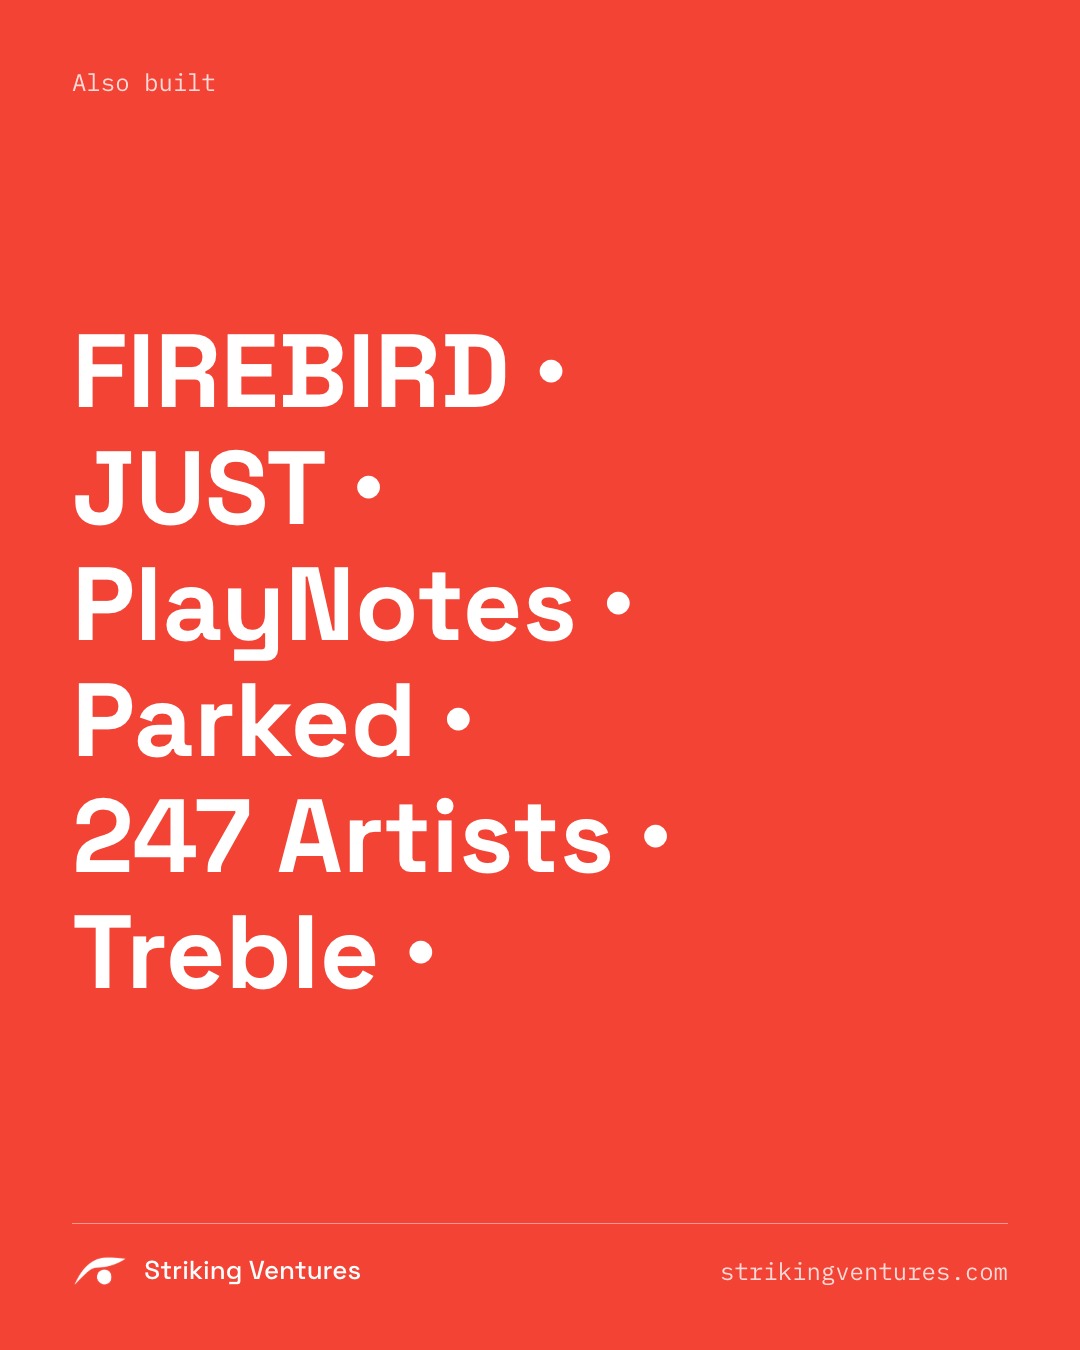 Also built
FIREBIRD •
JUST •
PlayNotes •
Parked •
247 Artists •
Treble •
Striking Ventures
strikingventures.com